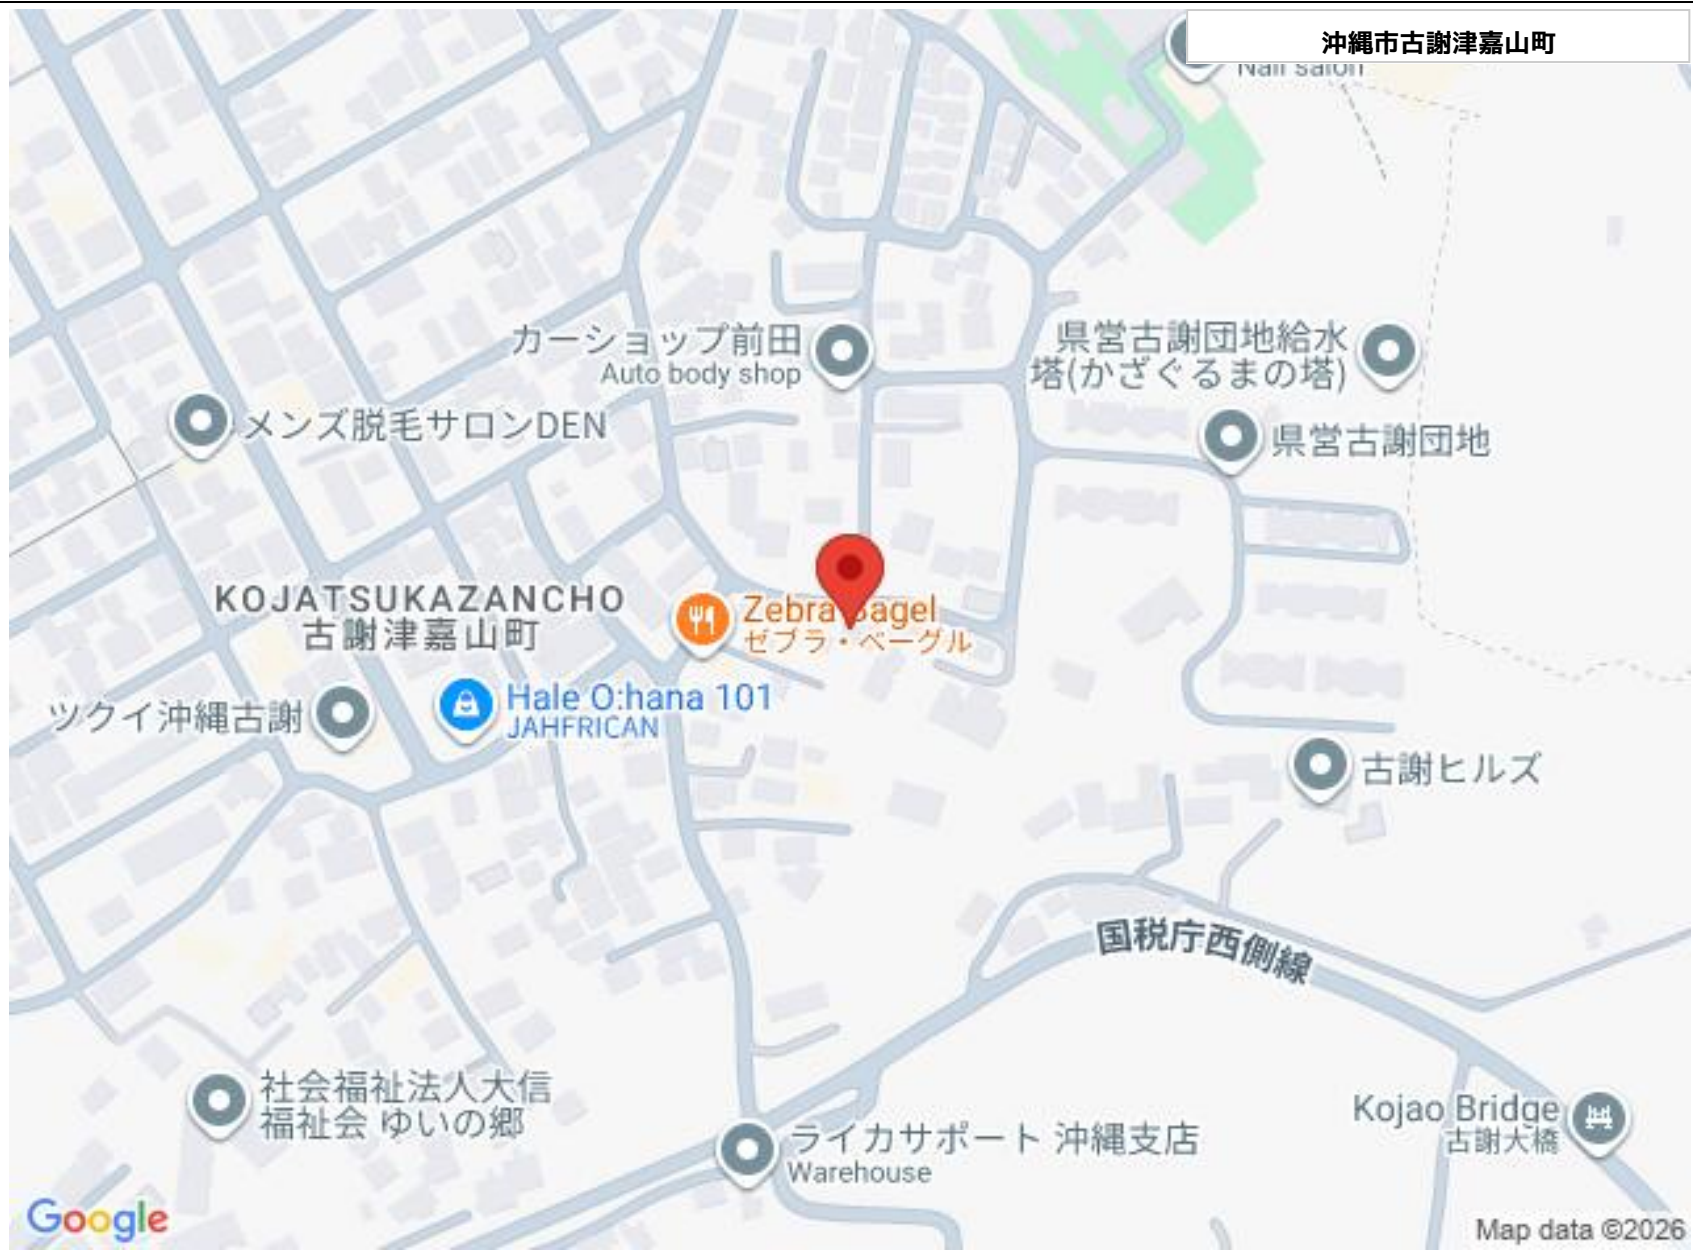 沖縄市古謝津嘉山町
Nail salon
カーショップ前田
Auto body shop
県営古謝団地給水
塔(かざぐるまの塔)
メンズ脱毛サロンDEN
県営古謝団地
KOJATSUKAZANCHO
古謝津嘉山町
Zebra Bagel
ゼブラ・ベーグル
Hale O:hana 101
JAHFRICAN
ツクイ沖縄古謝
古謝ヒルズ
国税庁西側線
社会福祉法人大信
福祉会 ゆいの郷
ライカサポート 沖縄支店
Warehouse
Kojao Bridge
古謝大橋
Google
Map data ©2026